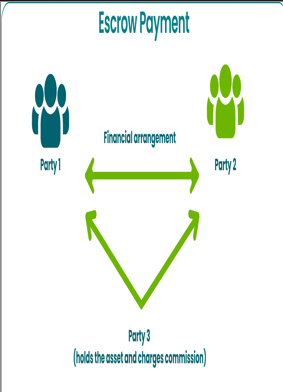 Escrow Payment
Financial arrangement
Party 1
Party 2
Party 3
(holds the asset and charges commission)